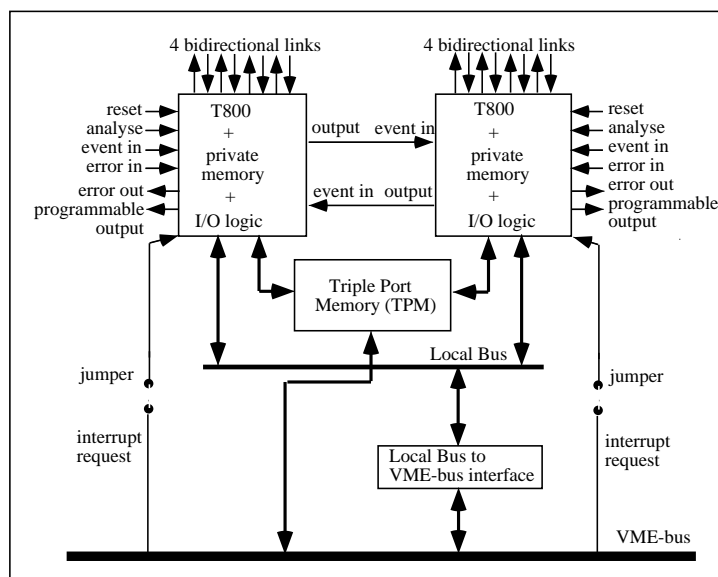 4 bidirectional links
4 bidirectional links
reset
analyse
event in
error in
error out
programmable
output
T800
+
private
memory
+
I/O logic
output event in
event in output
T800
+
private
memory
+
I/O logic
reset
analyse
event in
error in
error out
programmable
output
Triple Port
Memory (TPM)
Local Bus
jumper
jumper
interrupt
request
Local Bus to
VME-bus interface
interrupt
request
VME-bus